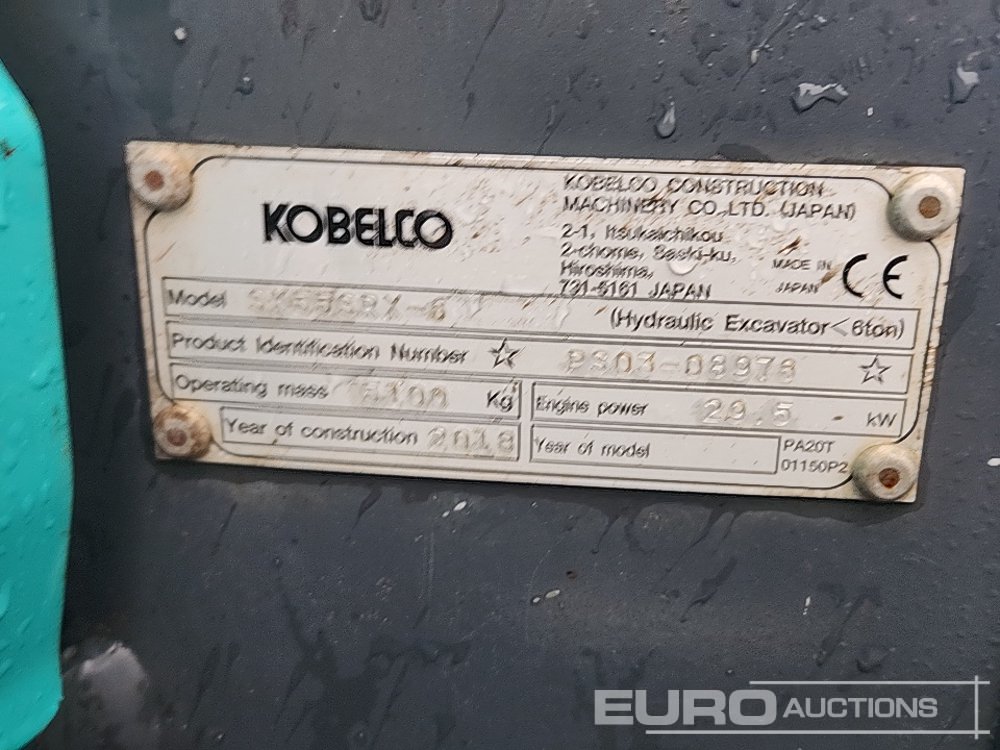 KOBELCO
KOBELCO CONSTRUCTION
MACHINERY CO.,LTD. (JAPAN)
2-1, Itsukaichikou
2-chome, Saeki-ku,
Hiroshima,
731-5161 JAPAN
MADE IN
JAPAN
CE
Model SK55SRX-6
(Hydraulic Excavator<6ton)
Product Identification Number ☆ PS03-08978 ☆
Operating mass Kg
Engine power 29.5 kW
Year of construction 2018
Year of model
PA20T
01150P2
EURO AUCTIONS